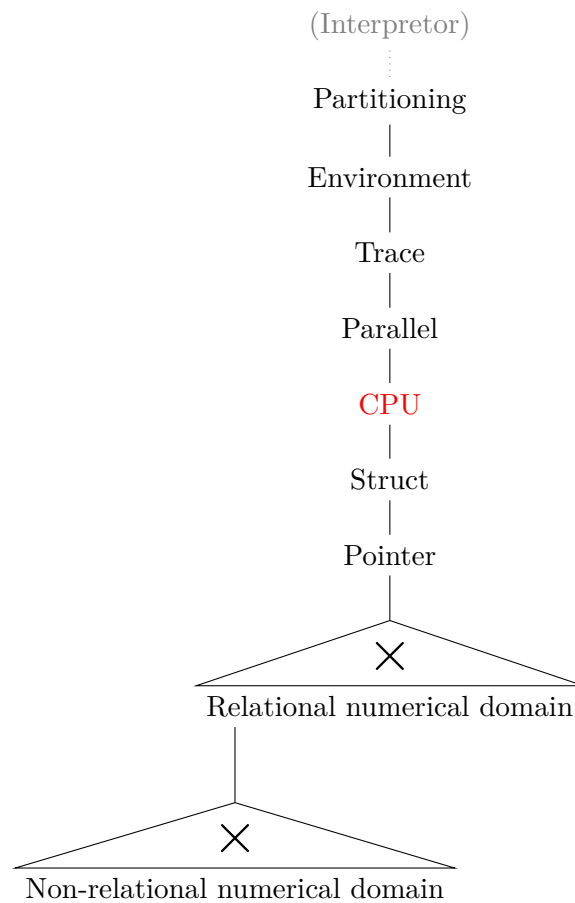 (Interpretor)
Partitioning
Environment
Trace
Parallel
CPU
Struct
Pointer
×
Relational numerical domain
×
Non-relational numerical domain